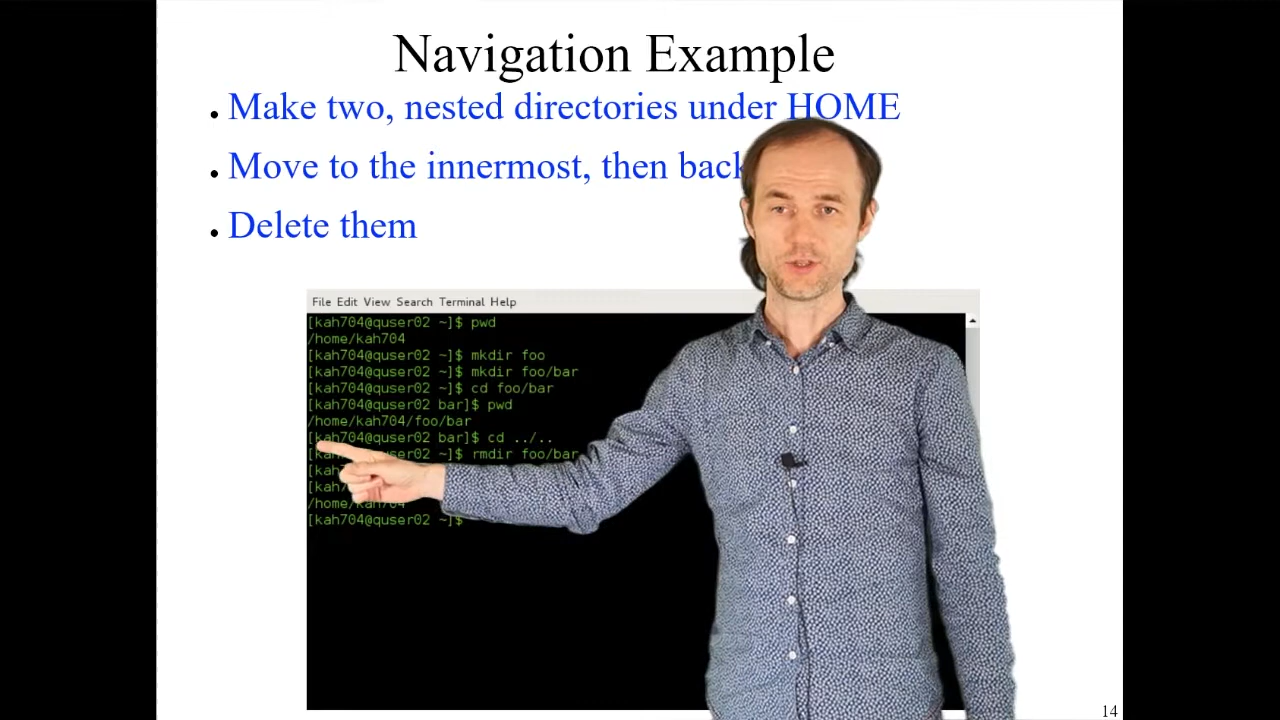 Navigation Example
• Make two, nested directories under HOME
• Move to the innermost, then back
• Delete them
File Edit View Search Terminal Help
[kah704@quser02 ~]$ pwd
/home/kah704
[kah704@quser02 ~]$ mkdir foo
[kah704@quser02 ~]$ mkdir foo/bar
[kah704@quser02 ~]$ cd foo/bar
[kah704@quser02 bar]$ pwd
/home/kah704/foo/bar
[kah704@quser02 bar]$ cd ../..
[kah704@quser02 ~]$ rmdir foo/bar
[kah
[kah7
/home/kah704
[kah704@quser02 ~]$
14